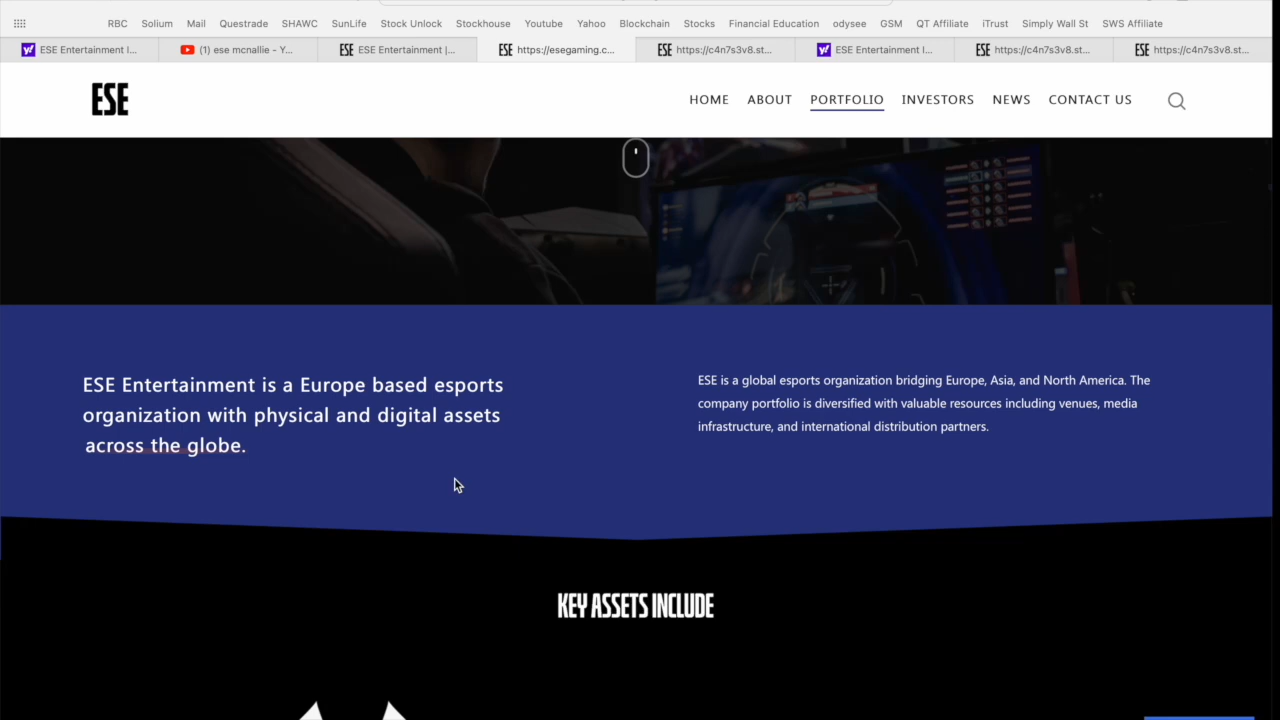 RBC Solium Mail Questrade SHAWC SunLife Stock Unlock Stockhouse Youtube Yahoo Blockchain Stocks Financial Education odysee GSM QT Affiliate iTrust Simply Wall St SWS Affiliate
ESE Entertainment I... (1) ese mcnallie - Y... ESE ESE Entertainment |... ESE https://esegaming.c... ESE https://c4n7s3v8.st... ESE Entertainment I... ESE https://c4n7s3v8.st... ESE https://c4n7s3v8.st...
ESE HOME ABOUT PORTFOLIO INVESTORS NEWS CONTACT US
ESE Entertainment is a Europe based esports
organization with physical and digital assets
across the globe.
ESE is a global esports organization bridging Europe, Asia, and North America. The
company portfolio is diversified with valuable resources including venues, media
infrastructure, and international distribution partners.
KEY ASSETS INCLUDE